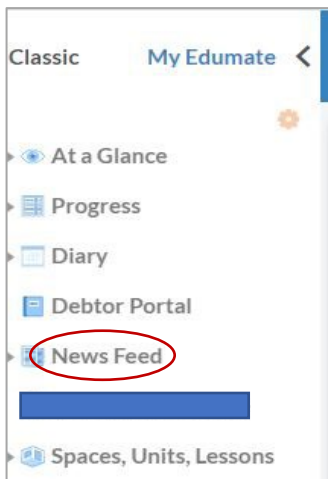 Classic My Edumate
At a Glance
Progress
Diary
Debtor Portal
News Feed
Spaces, Units, Lessons